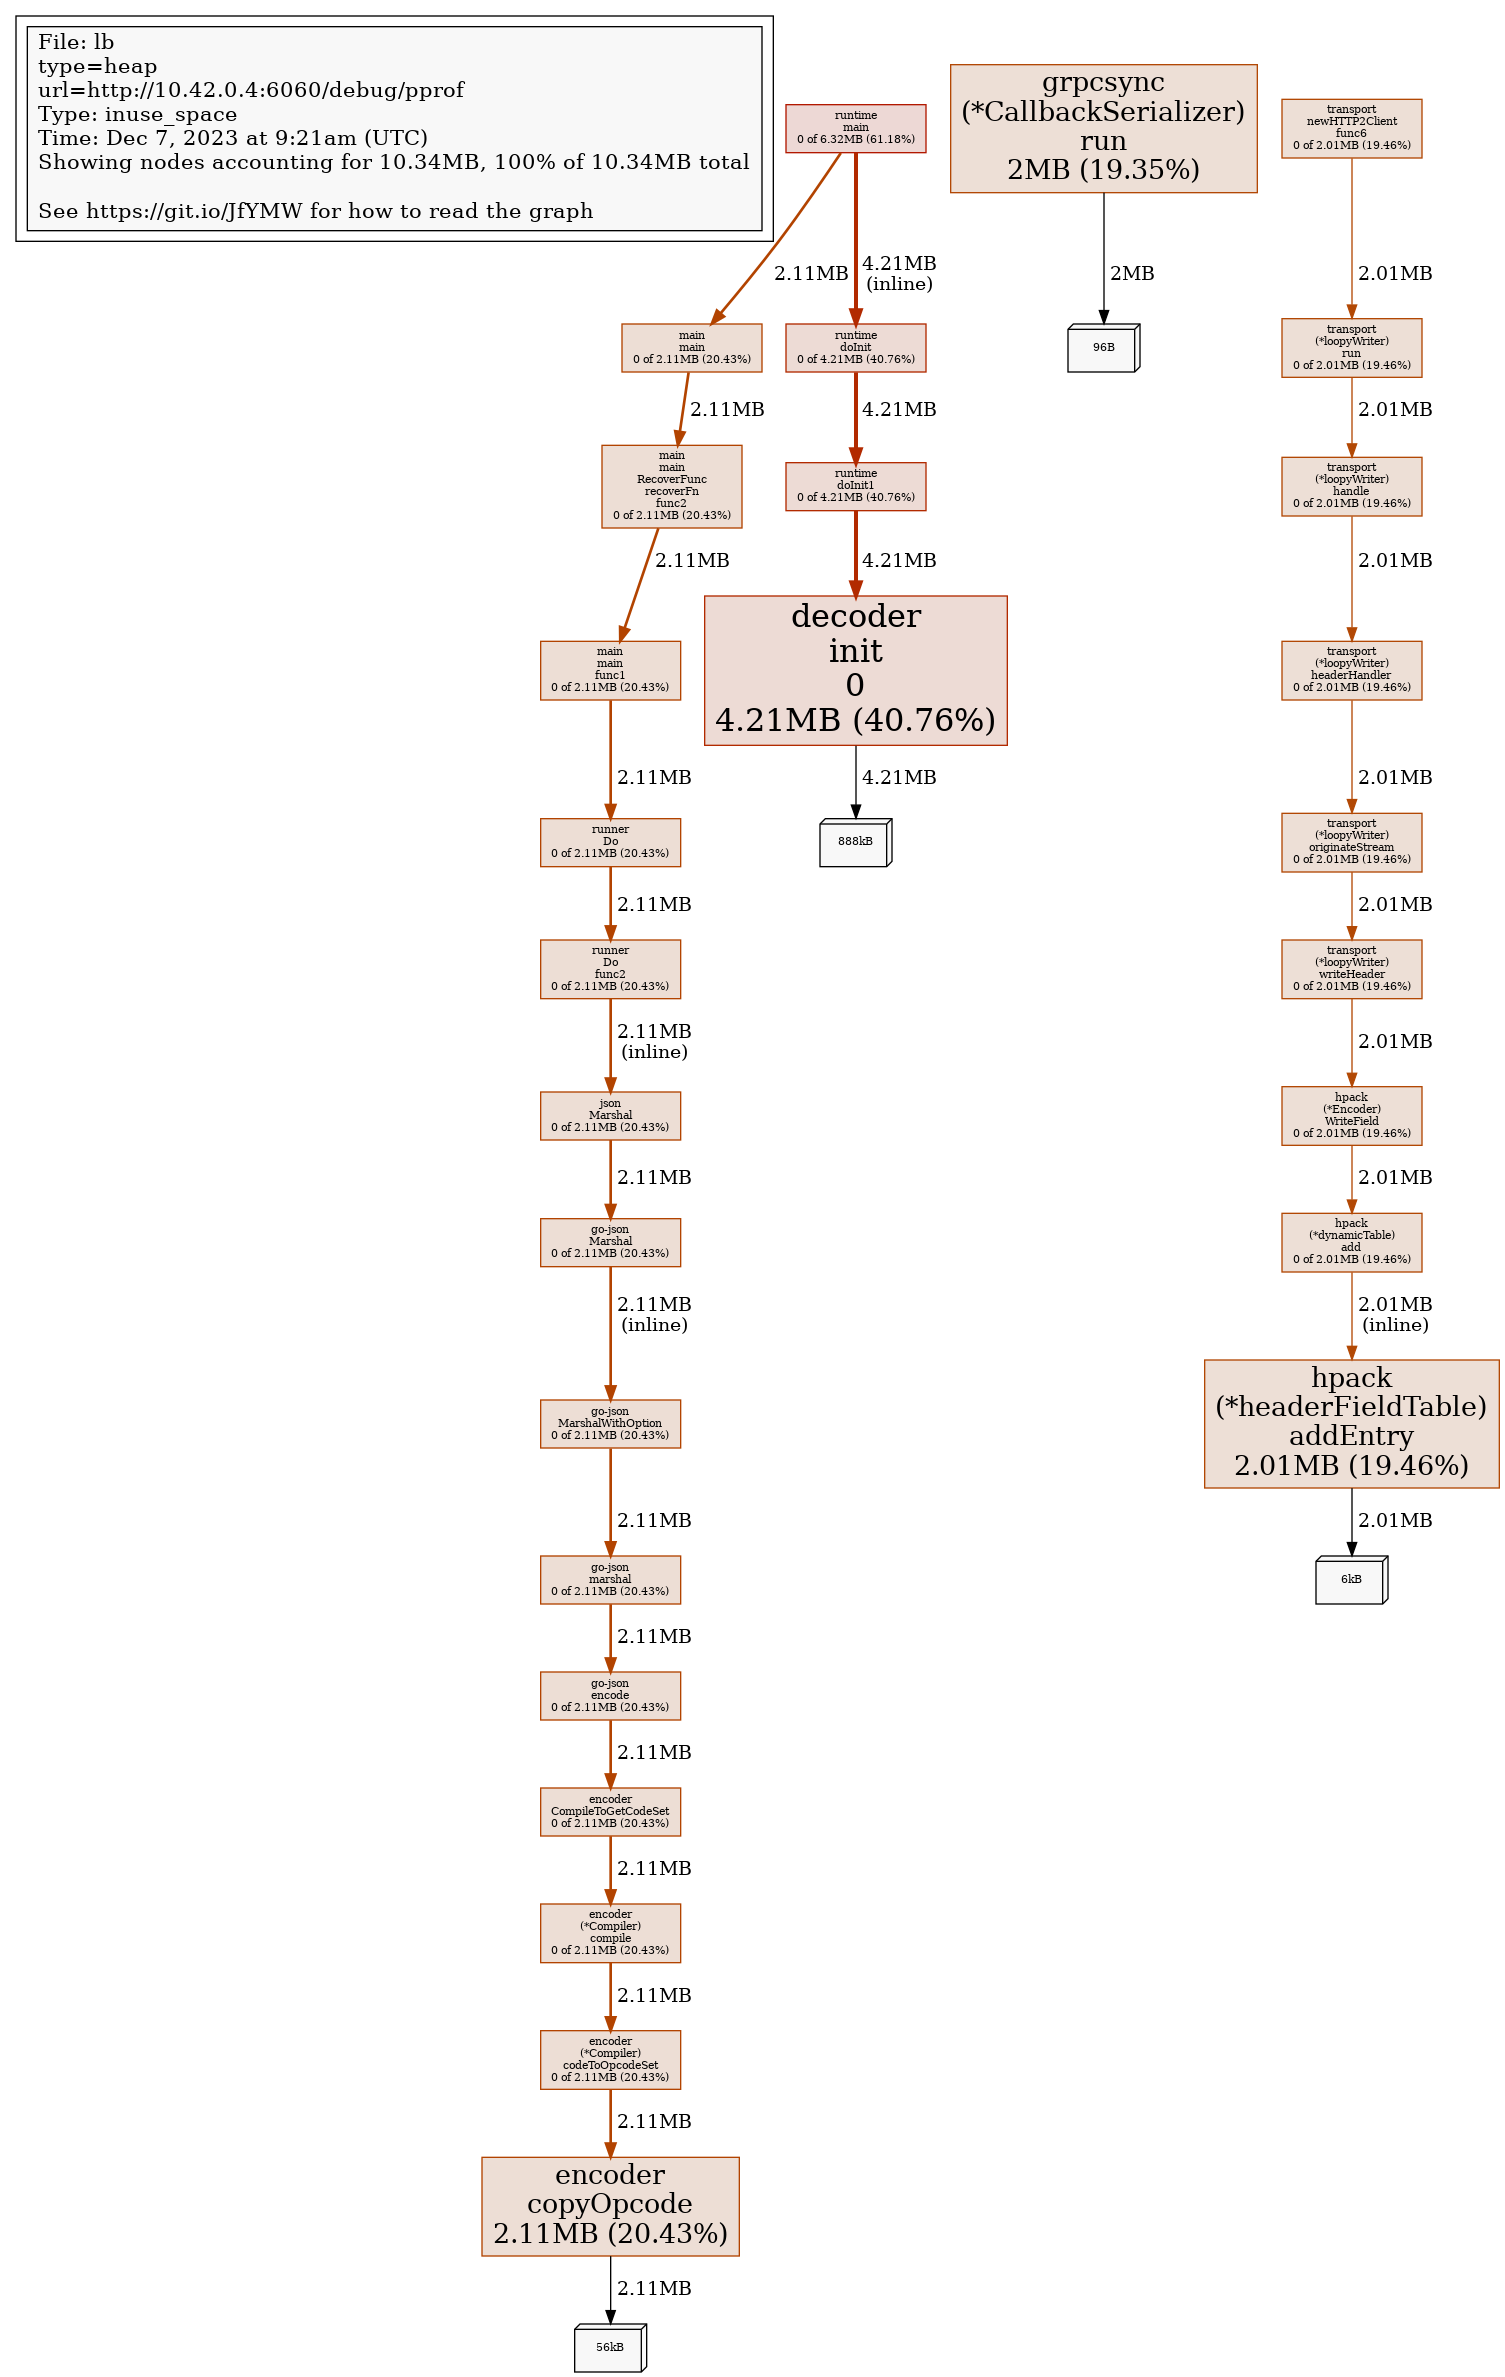 File: lb
type=heap
url=http://10.42.0.4:6060/debug/pprof
Type: inuse_space
Time: Dec 7, 2023 at 9:21am (UTC)
Showing nodes accounting for 10.34MB, 100% of 10.34MB total
See https://git.io/JfYMW for how to read the graph
runtime
main
0 of 6.32MB (61.18%)
grpcsync
(*CallbackSerializer)
run
2MB (19.35%)
transport
newHTTP2Client
func6
0 of 2.01MB (19.46%)
2.11MB
4.21MB
(inline)
2MB
2.01MB
main
main
0 of 2.11MB (20.43%)
runtime
doInit
0 of 4.21MB (40.76%)
96B
transport
(*loopyWriter)
run
0 of 2.01MB (19.46%)
2.11MB
4.21MB
2.01MB
main
main
RecoverFunc
recoverFn
func2
0 of 2.11MB (20.43%)
runtime
doInit1
0 of 4.21MB (40.76%)
transport
(*loopyWriter)
handle
0 of 2.01MB (19.46%)
2.11MB
4.21MB
2.01MB
main
main
func1
0 of 2.11MB (20.43%)
decoder
init
0
4.21MB (40.76%)
transport
(*loopyWriter)
headerHandler
0 of 2.01MB (19.46%)
2.11MB
4.21MB
2.01MB
runner
Do
0 of 2.11MB (20.43%)
888kB
transport
(*loopyWriter)
originateStream
0 of 2.01MB (19.46%)
2.11MB
2.01MB
runner
Do
func2
0 of 2.11MB (20.43%)
transport
(*loopyWriter)
writeHeader
0 of 2.01MB (19.46%)
2.11MB
(inline)
2.01MB
json
Marshal
0 of 2.11MB (20.43%)
hpack
(*Encoder)
WriteField
0 of 2.01MB (19.46%)
2.11MB
2.01MB
go-json
Marshal
0 of 2.11MB (20.43%)
hpack
(*dynamicTable)
add
0 of 2.01MB (19.46%)
2.11MB
(inline)
2.01MB
(inline)
go-json
MarshalWithOption
0 of 2.11MB (20.43%)
hpack
(*headerFieldTable)
addEntry
2.01MB (19.46%)
2.11MB
2.01MB
go-json
marshal
0 of 2.11MB (20.43%)
6kB
2.11MB
go-json
encode
0 of 2.11MB (20.43%)
2.11MB
encoder
CompileToGetCodeSet
0 of 2.11MB (20.43%)
2.11MB
encoder
(*Compiler)
compile
0 of 2.11MB (20.43%)
2.11MB
encoder
(*Compiler)
codeToOpcodeSet
0 of 2.11MB (20.43%)
2.11MB
encoder
copyOpcode
2.11MB (20.43%)
2.11MB
56kB